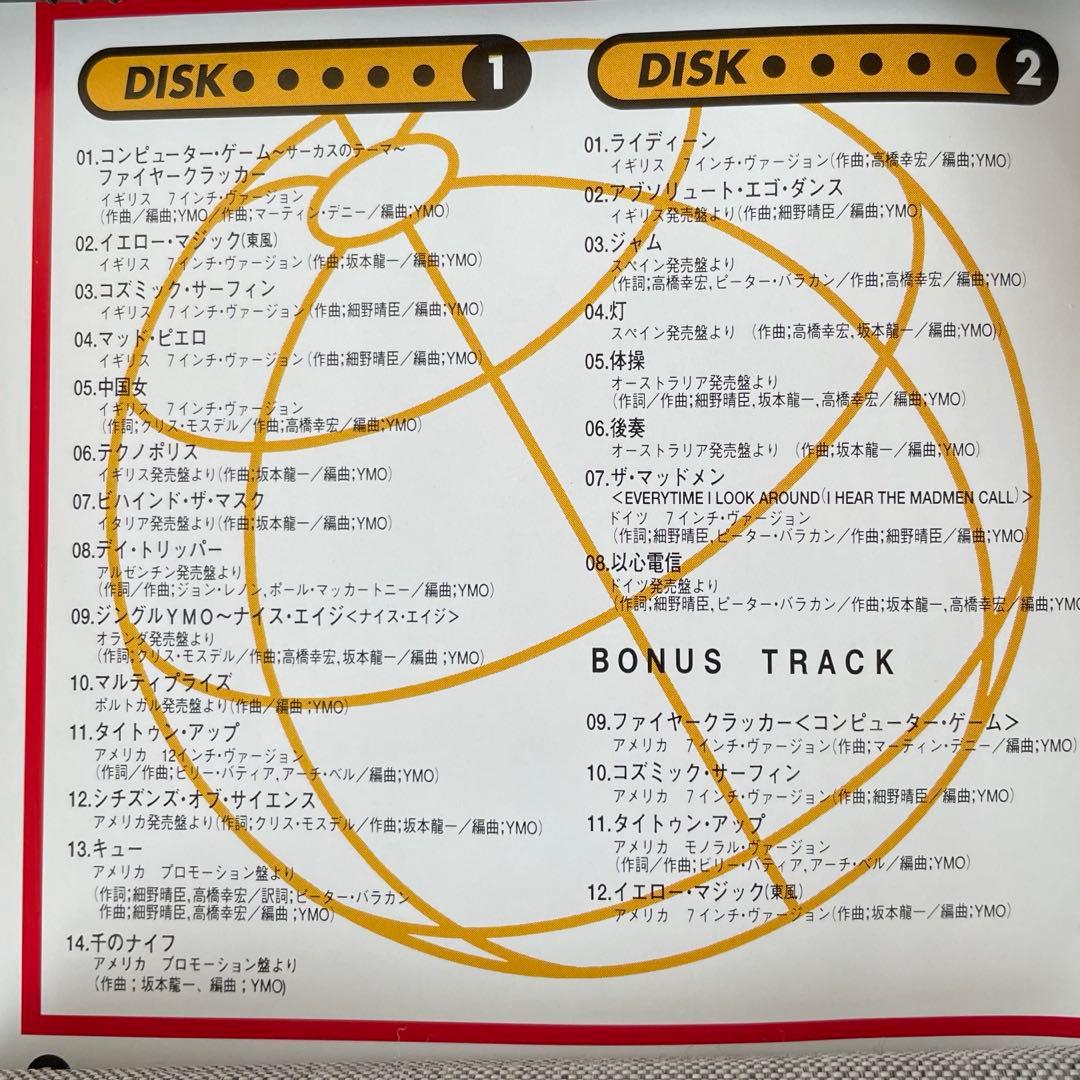 DISK 1
01.コンピューター・ゲーム〜サーカスのテーマ〜
ファイヤークラッカー
イギリス 7インチ・ヴァージョン
(作曲/編曲;YMO/作曲;マーティン・デニー/編曲;YMO)
02.イエロー・マジック(東風)
イギリス 7インチ・ヴァージョン(作曲;坂本龍一/編曲;YMO)
03.コズミック・サーフィン
イギリス 7インチ・ヴァージョン(作曲;細野晴臣/編曲;YMO)
04.マッド・ピエロ
イギリス 7インチ・ヴァージョン(作曲;細野晴臣/編曲;YMO)
05.中国女
イギリス 7インチ・ヴァージョン
(作詞;クリス・モスデル/作曲;高橋幸宏/編曲;YMO)
06.テクノポリス
イギリス発売盤より(作曲;坂本龍一/編曲;YMO)
07.ビハインド・ザ・マスク
イタリア発売盤より(作曲;坂本龍一/編曲;YMO)
08.デイ・トリッパー
アルゼンチン発売盤より
(作詞/作曲;ジョン・レノン,ポール・マッカートニー/編曲;YMO)
09.ジングルYMO〜ナイス・エイジ<ナイス・エイジ>
オランダ発売盤より
(作詞;クリス・モスデル/作曲;高橋幸宏,坂本龍一/編曲;YMO)
10.マルティプライズ
ポルトガル発売盤より(作曲/編曲;YMO)
11.タイトゥン・アップ
アメリカ 12インチ・ヴァージョン
(作詞/作曲;ビリー・バティア,アーチ・ベル/編曲;YMO)
12.シチズンズ・オブ・サイエンス
アメリカ発売盤より(作詞;クリス・モスデル/作曲;坂本龍一/編曲;YMO)
13.キュー
アメリカ プロモーション盤より
(作詞;細野晴臣,高橋幸宏/訳詞;ピーター・バラカン
作曲;細野晴臣,高橋幸宏/編曲;YMO)
14.千のナイフ
アメリカ プロモーション盤より
(作曲;坂本龍一、編曲;YMO)
DISK 2
01.ライディーン
イギリス 7インチ・ヴァージョン(作曲;高橋幸宏/編曲;YMO)
02.アブソリュート・エゴ・ダンス
イギリス発売盤より(作曲;細野晴臣/編曲;YMO)
03.ジャム
スペイン発売盤より
(作詞;高橋幸宏,ピーター・バラカン/作曲;高橋幸宏/編曲;YMO)
04.灯
スペイン発売盤より (作曲;高橋幸宏,坂本龍一/編曲;YMO))
05.体操
オーストラリア発売盤より
(作詞/作曲;細野晴臣,坂本龍一,高橋幸宏/編曲;YMO)
06.後奏
オーストラリア発売盤より (作曲;坂本龍一/編曲;YMO)
07.ザ・マッドメン
<EVERYTIME I LOOK AROUND(I HEAR THE MADMEN CALL)>
ドイツ 7インチ・ヴァージョン
(作詞;細野晴臣,ピーター・バラカン/作曲;細野晴臣/編曲;YMO)
08.以心電信
ドイツ発売盤より
(作詞;細野晴臣,ピーター・バラカン/作曲;坂本龍一,高橋幸宏/編曲;YMO
BONUS TRACK
09.ファイヤークラッカー<コンピューター・ゲーム>
アメリカ 7インチ・ヴァージョン(作曲;マーティン・デニー/編曲;YMO)
10.コズミック・サーフィン
アメリカ 7インチ・ヴァージョン(作曲;細野晴臣/編曲;YMO)
11.タイトゥン・アップ
アメリカ モノラル・ヴァージョン
(作詞/作曲;ビリー・バティア,アーチ・ベル/編曲;YMO)
12.イエロー・マジック(東風)
アメリカ 7インチ・ヴァージョン(作曲;坂本龍一/編曲;YMO)